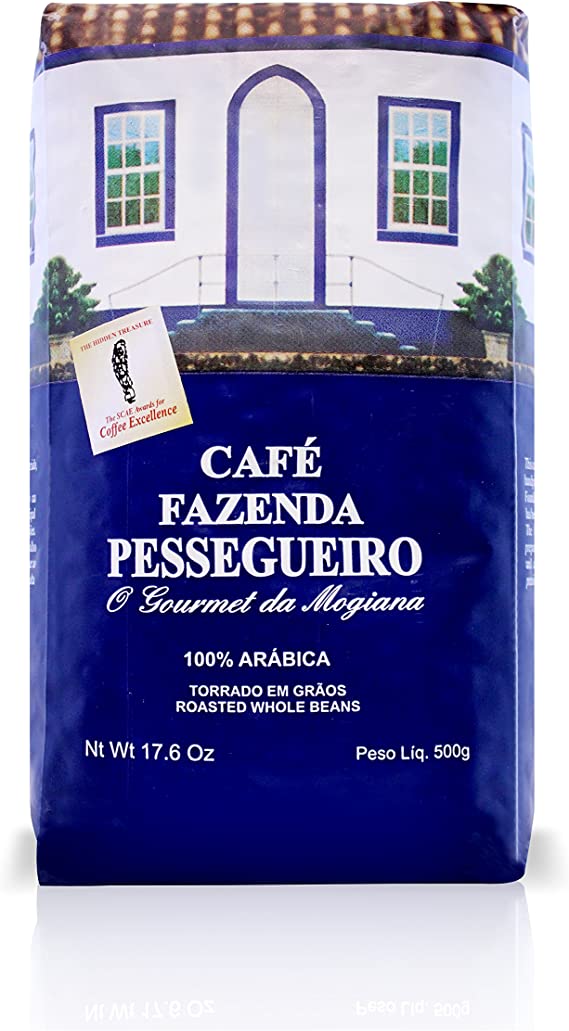 THE HIDDEN TREASURE
The SCAE Awards for
Coffee Excellence
CAFÉ
FAZENDA
PESSEGUEIRO
O Gourmet da Mogiana
100% ARÁBICA
TORRADO EM GRÃOS
ROASTED WHOLE BEANS
Nt Wt 17.6 Oz
Peso Líq. 500g